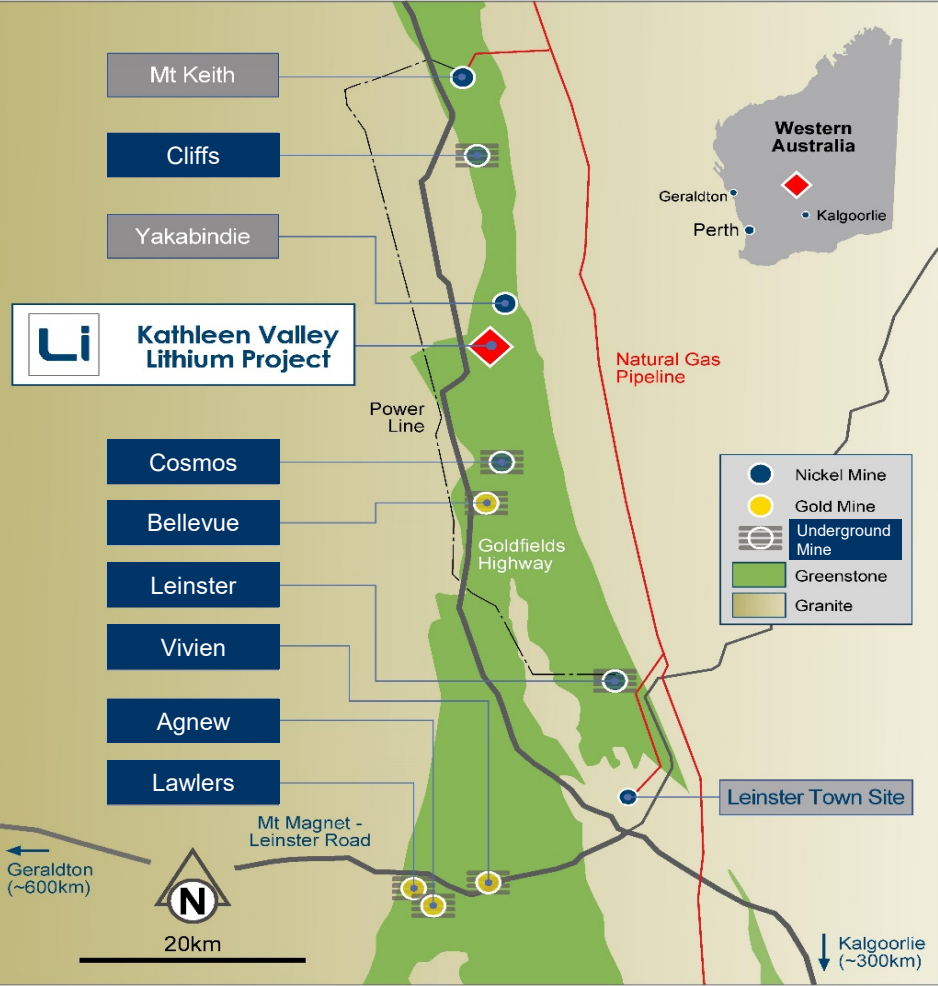 Mt Keith
Cliffs
Yakabindie
Li
Kathleen Valley
Lithium Project
Cosmos
Bellevue
Leinster
Vivien
Agnew
Lawlers
Western
Australia
Geraldton
Kalgoorlie
Perth
Natural Gas
Pipeline
Power
Line
Goldfields
Highway
Nickel Mine
Gold Mine
Underground
Mine
Greenstone
Granite
Leinster Town Site
Mt Magnet -
Leinster Road
Geraldton
(~600km)
N
20km
Kalgoorlie
(~300km)